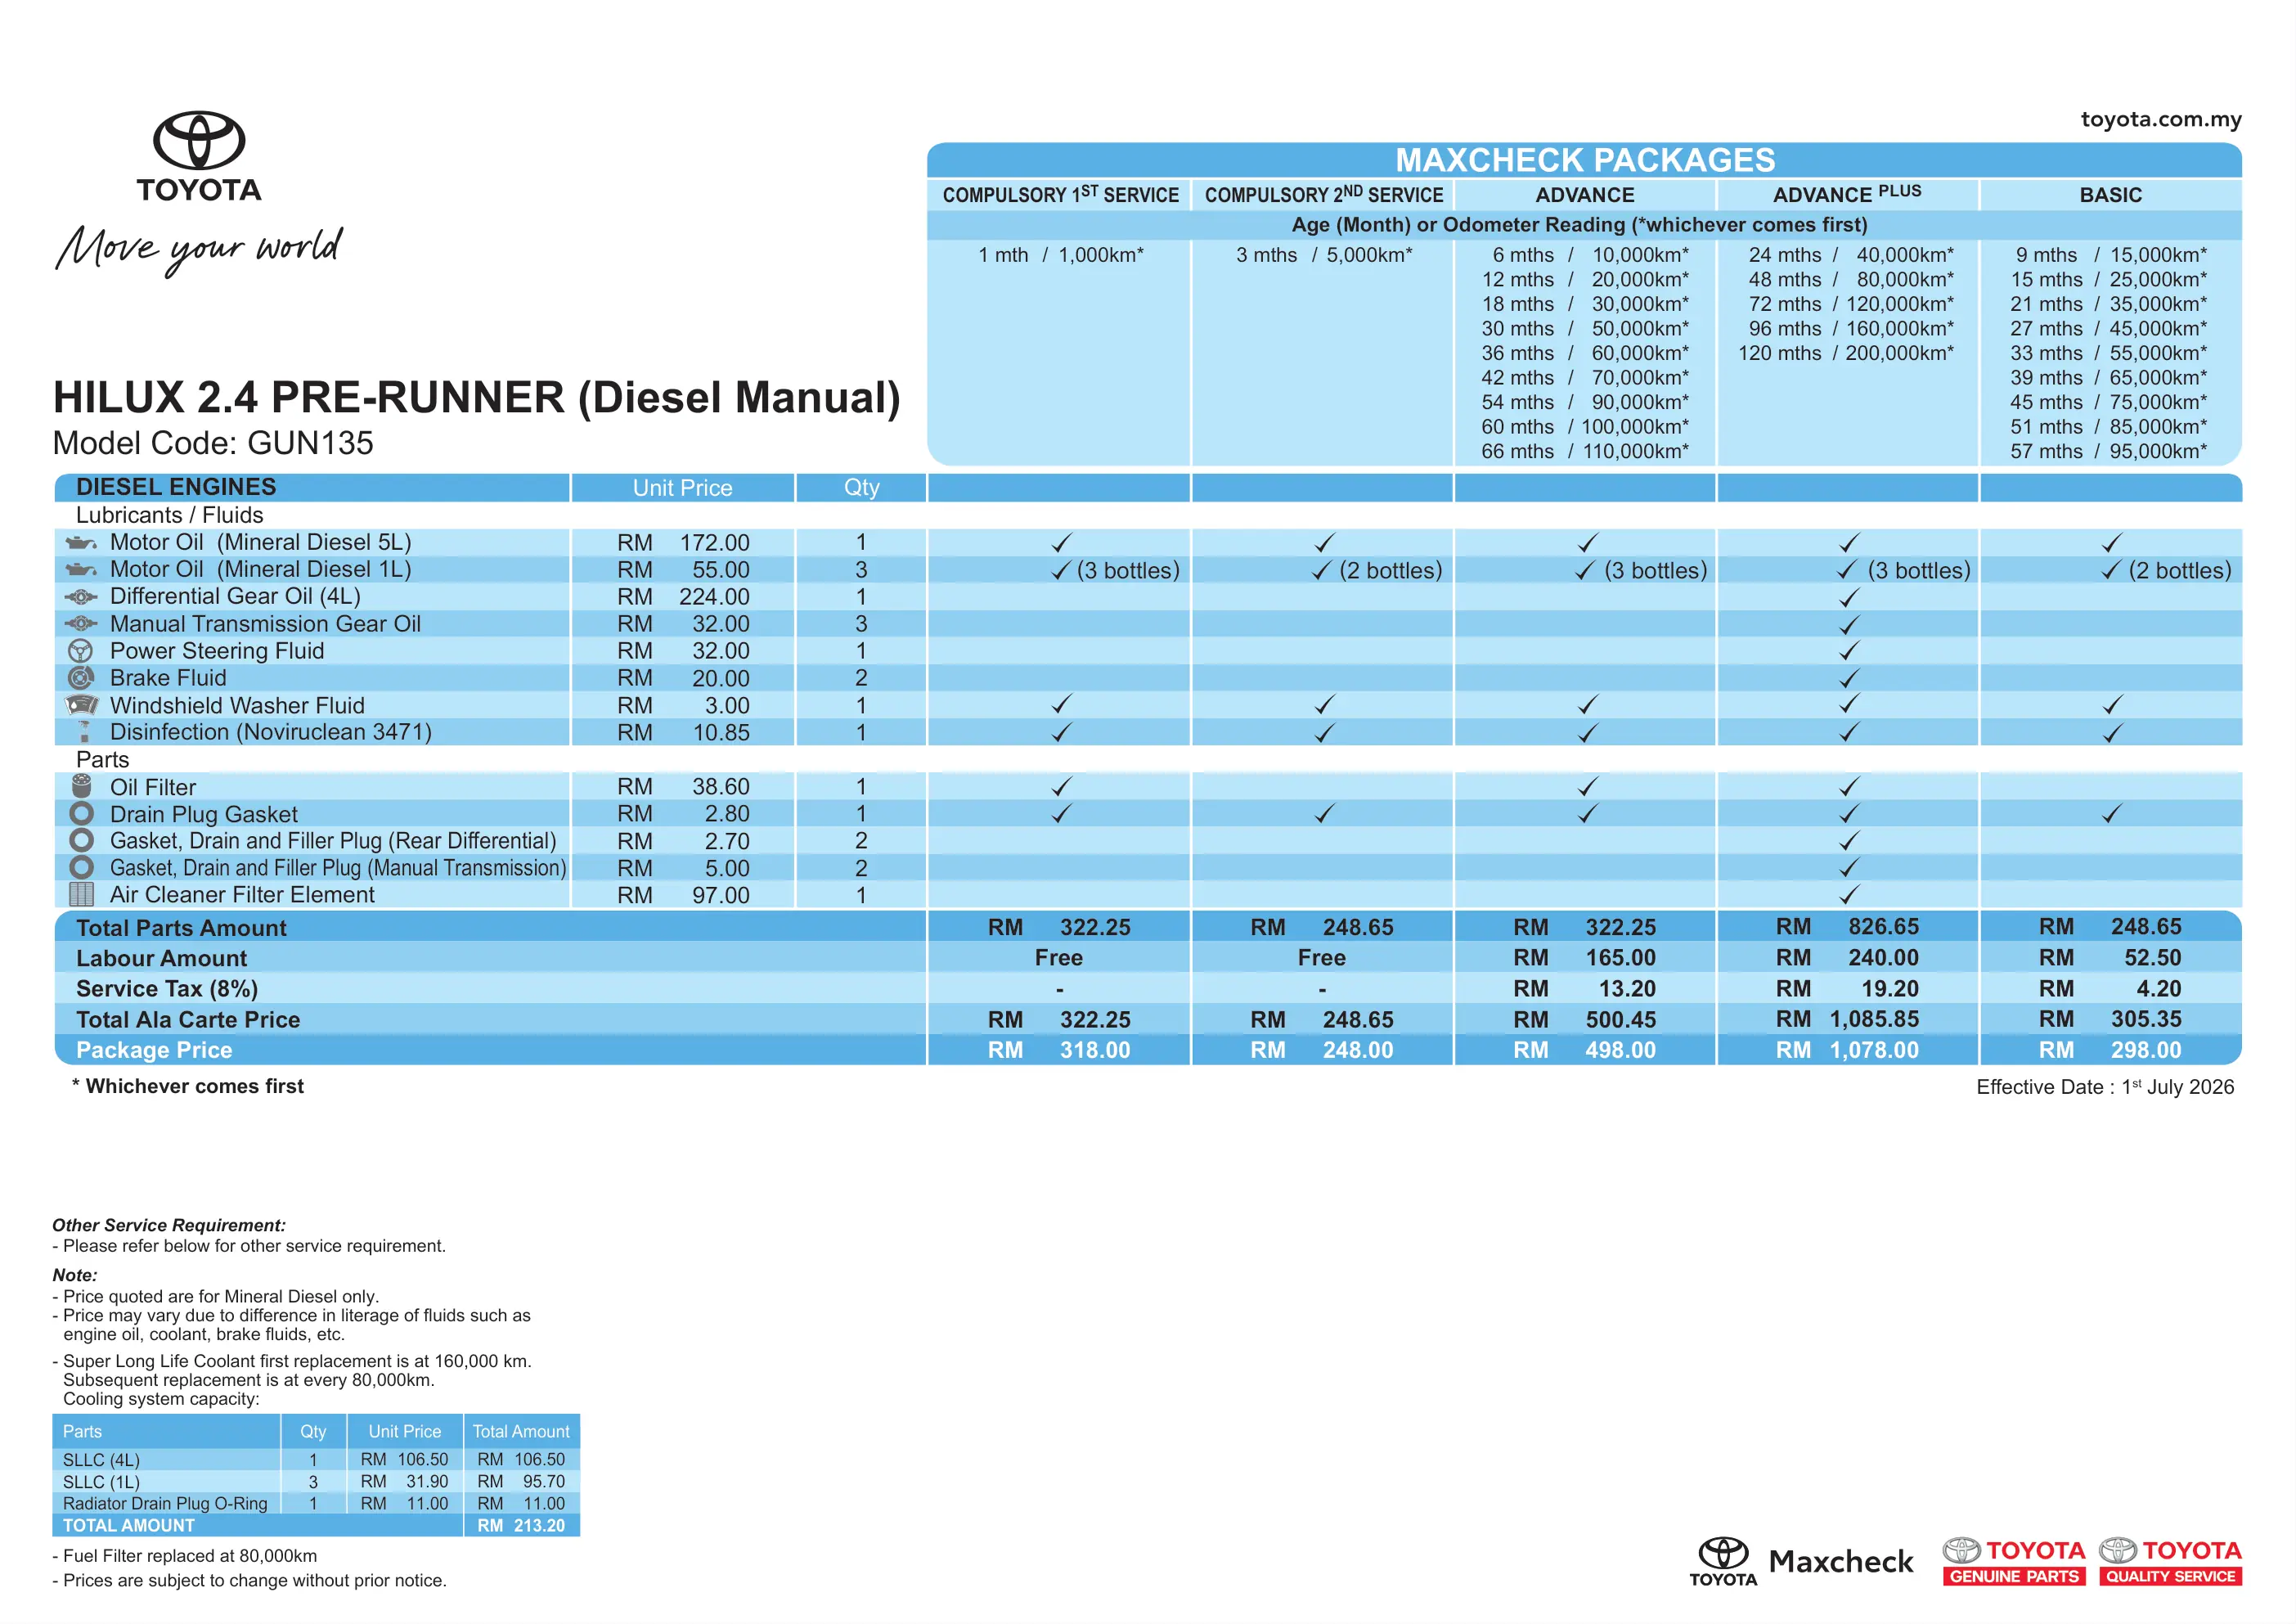 toyota.com.my
TOYOTA
Move your world
HILUX 2.4 PRE-RUNNER (Diesel Manual)
Model Code: GUN135
MAXCHECK PACKAGES
COMPULSORY 1ST SERVICE COMPULSORY 2ND SERVICE ADVANCE ADVANCE PLUS BASIC
Age (Month) or Odometer Reading (*whichever comes first)
1 mth / 1,000km* 3 mths / 5,000km* 6 mths / 10,000km* 24 mths / 40,000km* 9 mths / 15,000km*
12 mths / 20,000km* 48 mths / 80,000km* 15 mths / 25,000km*
18 mths / 30,000km* 72 mths / 120,000km* 21 mths / 35,000km*
30 mths / 50,000km* 96 mths / 160,000km* 27 mths / 45,000km*
36 mths / 60,000km* 120 mths / 200,000km* 33 mths / 55,000km*
42 mths / 70,000km* 39 mths / 65,000km*
54 mths / 90,000km* 45 mths / 75,000km*
60 mths / 100,000km* 51 mths / 85,000km*
66 mths / 110,000km* 57 mths / 95,000km*
DIESEL ENGINES Unit Price Qty
Lubricants / Fluids
Motor Oil (Mineral Diesel 5L) RM 172.00 1 ✓ ✓ ✓ ✓ ✓
Motor Oil (Mineral Diesel 1L) RM 55.00 3 ✓ (3 bottles) ✓ (2 bottles) ✓ (3 bottles) ✓ (3 bottles) ✓ (2 bottles)
Differential Gear Oil (4L) RM 224.00 1 ✓
Manual Transmission Gear Oil RM 32.00 3 ✓
Power Steering Fluid RM 32.00 1 ✓
Brake Fluid RM 20.00 2 ✓
Windshield Washer Fluid RM 3.00 1 ✓ ✓ ✓ ✓ ✓
Disinfection (Noviruclean 3471) RM 10.85 1 ✓ ✓ ✓ ✓ ✓
Parts
Oil Filter RM 38.60 1 ✓ ✓ ✓
Drain Plug Gasket RM 2.80 1 ✓ ✓ ✓ ✓ ✓
Gasket, Drain and Filler Plug (Rear Differential) RM 2.70 2 ✓
Gasket, Drain and Filler Plug (Manual Transmission) RM 5.00 2 ✓
Air Cleaner Filter Element RM 97.00 1 ✓
Total Parts Amount RM 322.25 RM 248.65 RM 322.25 RM 826.65 RM 248.65
Labour Amount Free Free RM 165.00 RM 240.00 RM 52.50
Service Tax (8%) - - RM 13.20 RM 19.20 RM 4.20
Total Ala Carte Price RM 322.25 RM 248.65 RM 500.45 RM 1,085.85 RM 305.35
Package Price RM 318.00 RM 248.00 RM 498.00 RM 1,078.00 RM 298.00
* Whichever comes first
Effective Date : 1st July 2026
Other Service Requirement:
- Please refer below for other service requirement.
Note:
- Price quoted are for Mineral Diesel only.
- Price may vary due to difference in literage of fluids such as
engine oil, coolant, brake fluids, etc.
- Super Long Life Coolant first replacement is at 160,000 km.
Subsequent replacement is at every 80,000km.
Cooling system capacity:
Parts Qty Unit Price Total Amount
SLLC (4L) 1 RM 106.50 RM 106.50
SLLC (1L) 3 RM 31.90 RM 95.70
Radiator Drain Plug O-Ring 1 RM 11.00 RM 11.00
TOTAL AMOUNT RM 213.20
- Fuel Filter replaced at 80,000km
- Prices are subject to change without prior notice.
TOYOTA
Maxcheck
TOYOTA
GENUINE PARTS
TOYOTA
QUALITY SERVICE